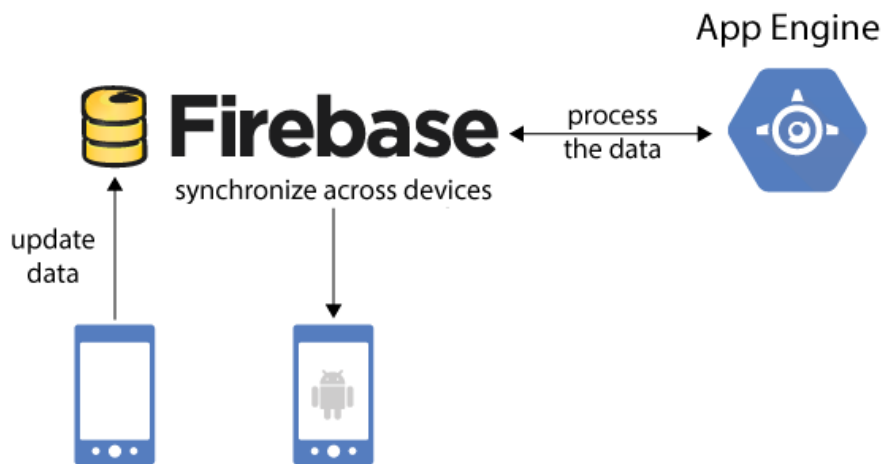 App Engine
Firebase
process
the data
synchronize across devices
update
data